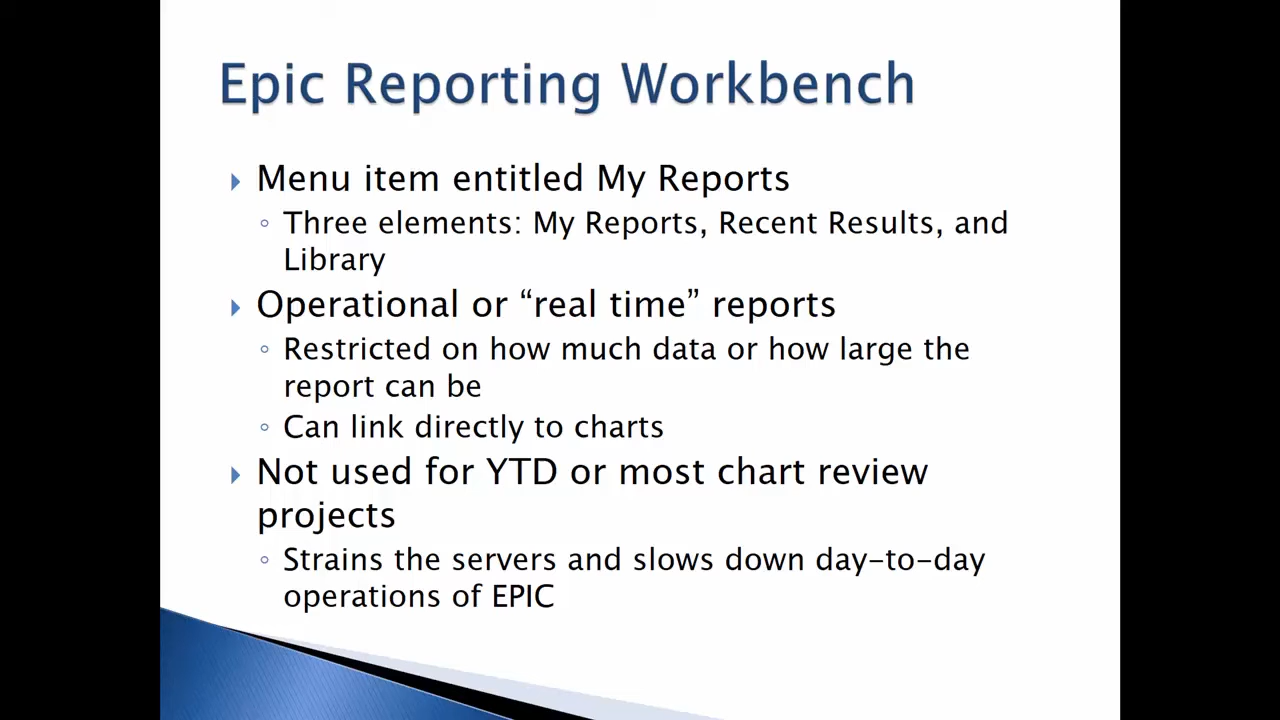 Epic Reporting Workbench
Menu item entitled My Reports
Three elements: My Reports, Recent Results, and
Library
Operational or “real time” reports
Restricted on how much data or how large the
report can be
Can link directly to charts
Not used for YTD or most chart review
projects
Strains the servers and slows down day-to-day
operations of EPIC